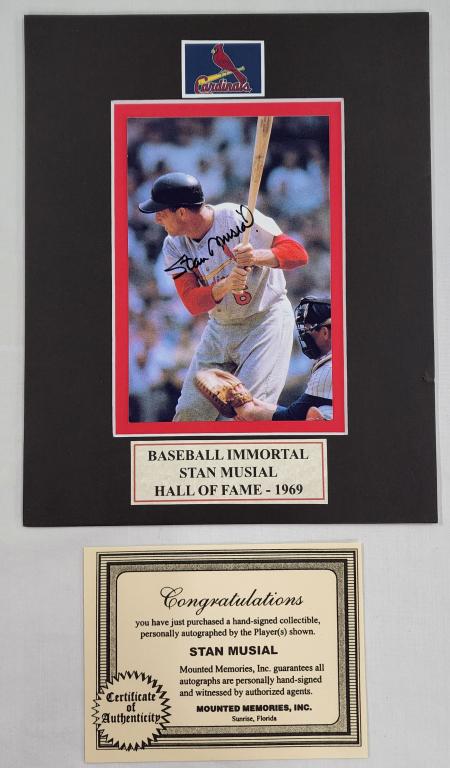 Cardinals
Stan Musial
6
BASEBALL IMMORTAL
STAN MUSIAL
HALL OF FAME - 1969
Congratulations
you have just purchased a hand-signed collectible,
personally autographed by the Player(s) shown.
STAN MUSIAL
Mounted Memories, Inc. guarantees all
autographs are personally hand-signed
and witnessed by authorized agents.
MOUNTED MEMORIES, INC.
Sunrise, Florida
Certificate of
Authenticity